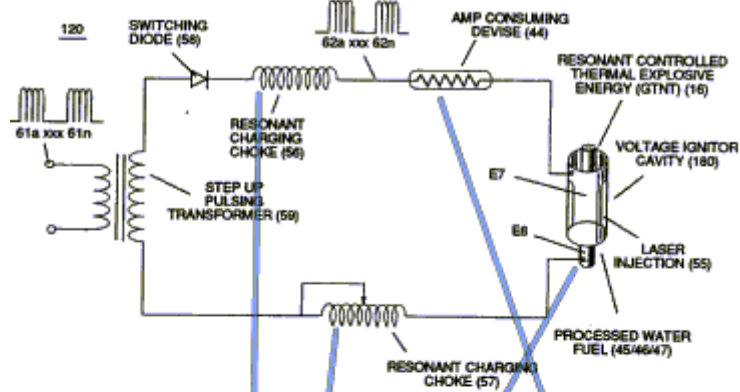 120
SWITCHING
DIODE (58)
62a xxx 62n
AMP CONSUMING
DEVISE (44)
RESONANT CONTROLLED
THERMAL EXPLOSIVE
ENERGY (GTNT) (16)
61a xxx 61n
RESONANT
CHARGING
CHOKE (56)
VOLTAGE IGNITOR
CAVITY (180)
E7
STEP UP
PULSING
TRANSFORMER (59)
E8
LASER
INJECTION (55)
PROCESSED WATER
FUEL (45/46/47)
RESONANT CHARGING
CHOKE (57)